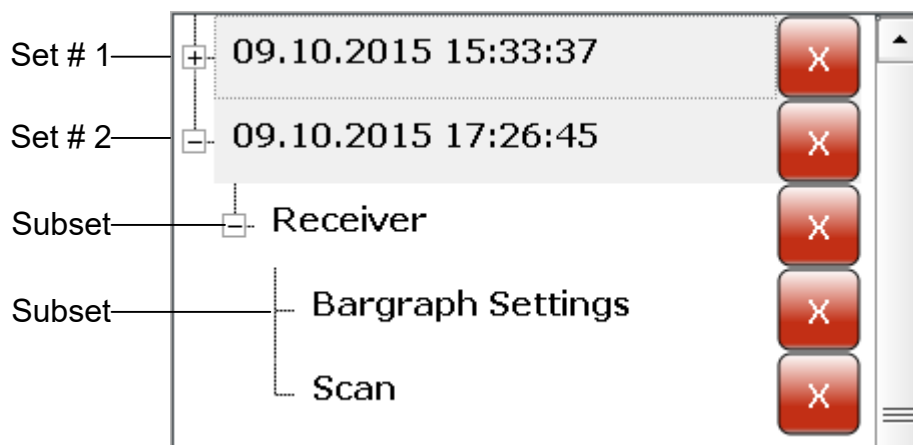 Set # 1 09.10.2015 15:33:37 X
Set # 2 09.10.2015 17:26:45 X
Subset Receiver X
Subset Bargraph Settings X
Scan X